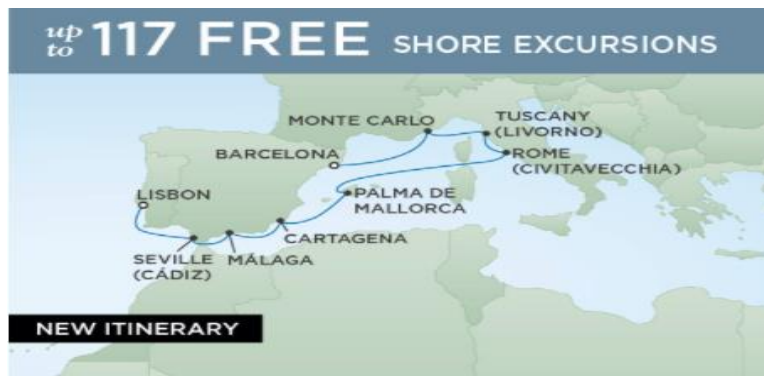 up to 117 FREE SHORE EXCURSIONS
MONTE CARLO
TUSCANY
(LIVORNO)
BARCELONA
ROME
(CIVITAVECCHIA)
LISBON
PALMA DE
MALLORCA
CARTAGENA
SEVILLE
(CÁDIZ)
MÁLAGA
NEW ITINERARY